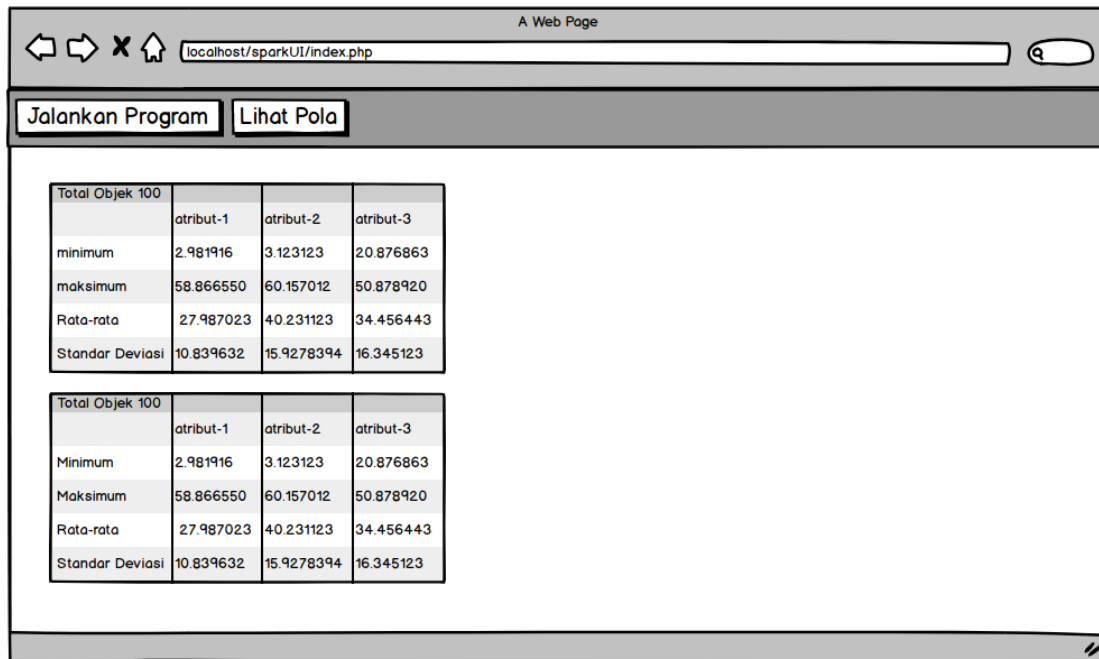 A Web Page
localhost/sparkUI/index.php
Jalankan Program Lihat Pola
Total Objek 100
atribut-1 atribut-2 atribut-3
minimum 2.981916 3.123123 20.876863
maksimum 58.866550 60.157012 50.878920
Rata-rata 27.987023 40.231123 34.456443
Standar Deviasi 10.839632 15.9278394 16.345123
Total Objek 100
atribut-1 atribut-2 atribut-3
Minimum 2.981916 3.123123 20.876863
Maksimum 58.866550 60.157012 50.878920
Rata-rata 27.987023 40.231123 34.456443
Standar Deviasi 10.839632 15.9278394 16.345123